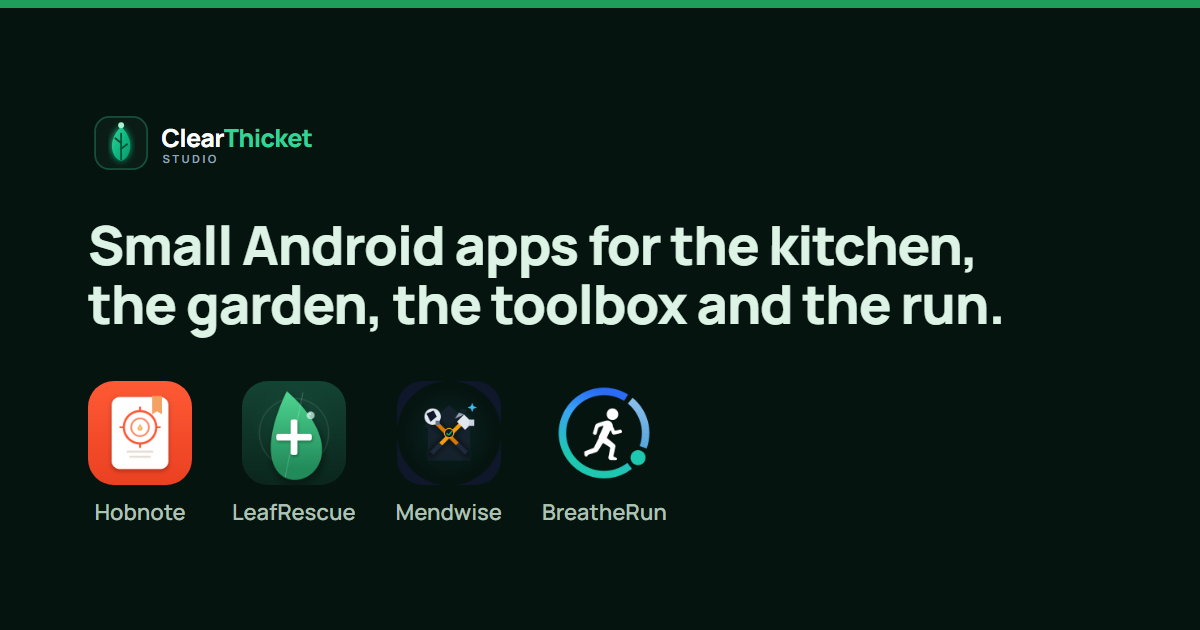 ClearThicket
STUDIO
Small Android apps for the kitchen,
the garden, the toolbox and the run.
Hobnote
LeafRescue
Mendwise
BreatheRun